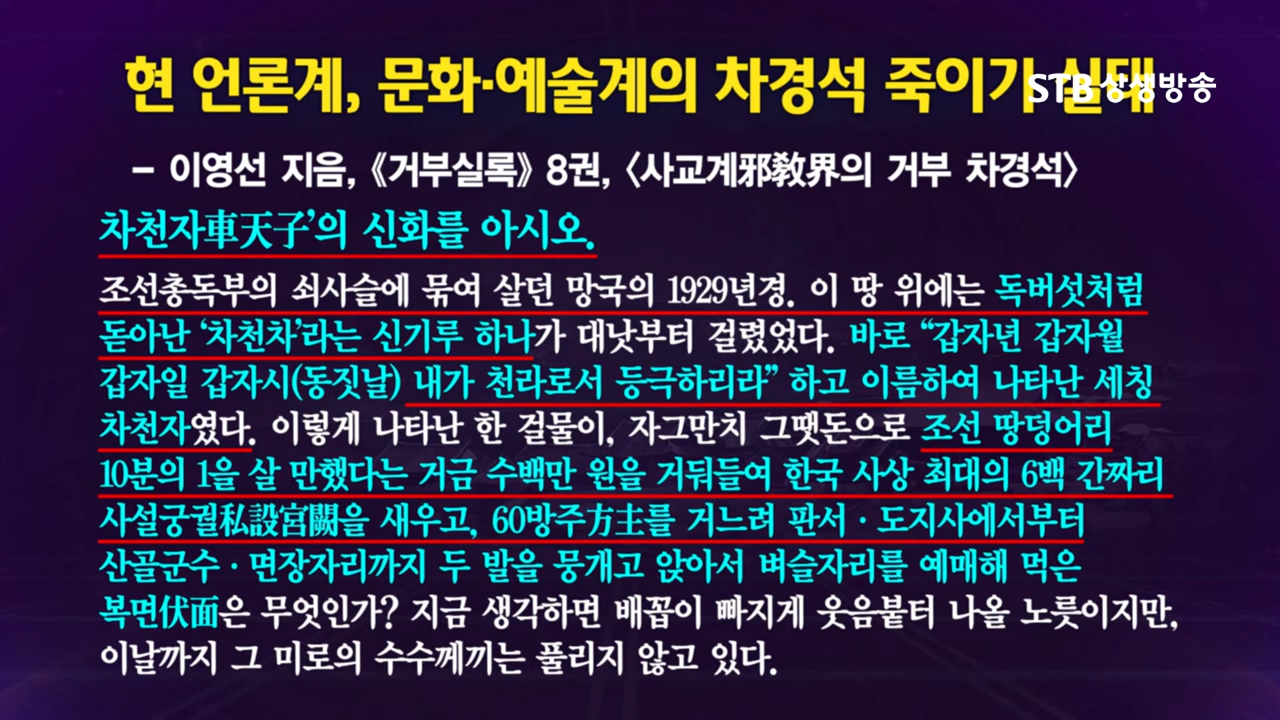 현 언론계, 문화·예술계의 차경석 죽이기 실태
STB상생방송
– 이영선 지음, 《거부실록》 8권, 〈사교계邪敎界의 거부 차경석〉
차천자車天子’의 신화를 아시오.
조선총독부의 쇠사슬에 묶여 살던 망국의 1929년경. 이 땅 위에는 독버섯처럼
돋아난 ‘차천차’라는 신기루 하나가 대낮부터 걸렸었다. 바로 “갑자년 갑자월
갑자일 갑자시(동짓날) 내가 천라로서 등극하리라” 하고 이름하여 나타난 세칭
차천자였다. 이렇게 나타난 한 걸물이, 자그만치 그땟돈으로 조선 땅덩어리
10분의 1을 살 만했다는 거금 수백만 원을 거둬들여 한국 사상 최대의 6백 간짜리
사설궁궐私設宮闕을 새우고, 60방주方主를 거느려 판서·도지사에서부터
산골군수·면장자리까지 두 발을 뭉개고 앉아서 벼슬자리를 예매해 먹은
복면伏面은 무엇인가? 지금 생각하면 배꼽이 빠지게 웃음붙터 나올 노릇이지만,
이날까지 그 미로의 수수께끼는 풀리지 않고 있다.